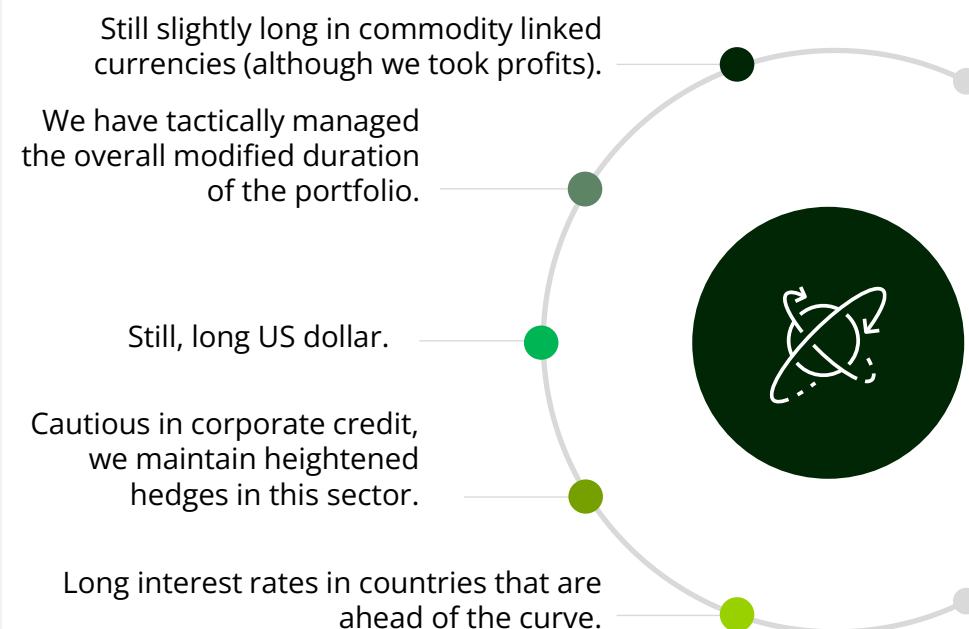 Still slightly long in commodity linked
currencies (although we took profits).
We have tactically managed
the overall modified duration
of the portfolio.
Still, long US dollar.
Cautious in corporate credit,
we maintain heightened
hedges in this sector.
Long interest rates in countries that are
ahead of the curve.